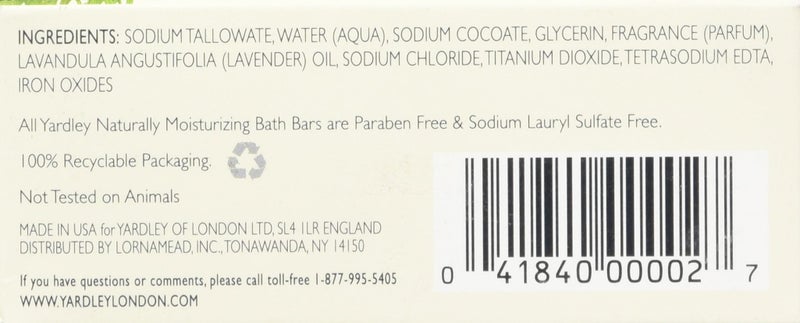 INGREDIENTS: SODIUM TALLOWATE, WATER (AQUA), SODIUM COCOATE, GLYCERIN, FRAGRANCE (PARFUM),
LAVANDULA ANGUSTIFOLIA (LAVENDER) OIL, SODIUM CHLORIDE, TITANIUM DIOXIDE, TETRASODIUM EDTA,
IRON OXIDES
All Yardley Naturally Moisturizing Bath Bars are Paraben Free & Sodium Lauryl Sulfate Free.
100% Recyclable Packaging.
Not Tested on Animals
MADE IN USA for YARDLEY OF LONDON LTD, SL4 1LR ENGLAND
DISTRIBUTED BY LORNAMEAD, INC., TONAWANDA, NY 14150
If you have questions or comments, please call toll-free 1-877-995-5405
WWW.YARDLEYLONDON.COM
0 41840 00002 7